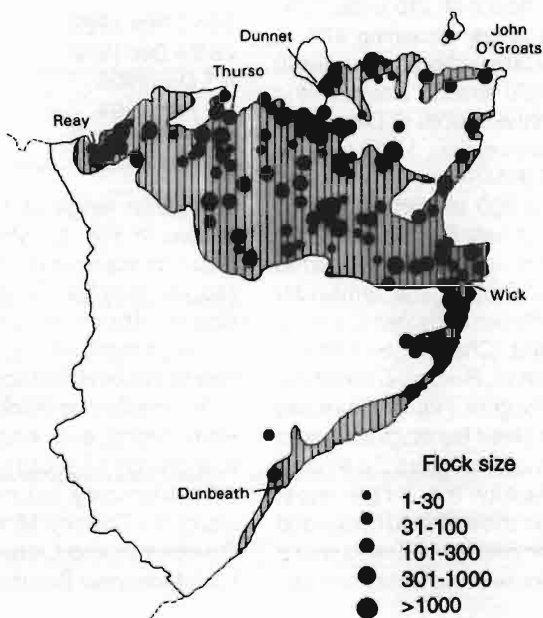 Dunnet
John
O'Groats
Thurso
Reay
Wick
Dunbeath
Flock size
1-30
31-100
101-300
301-1000
>1000